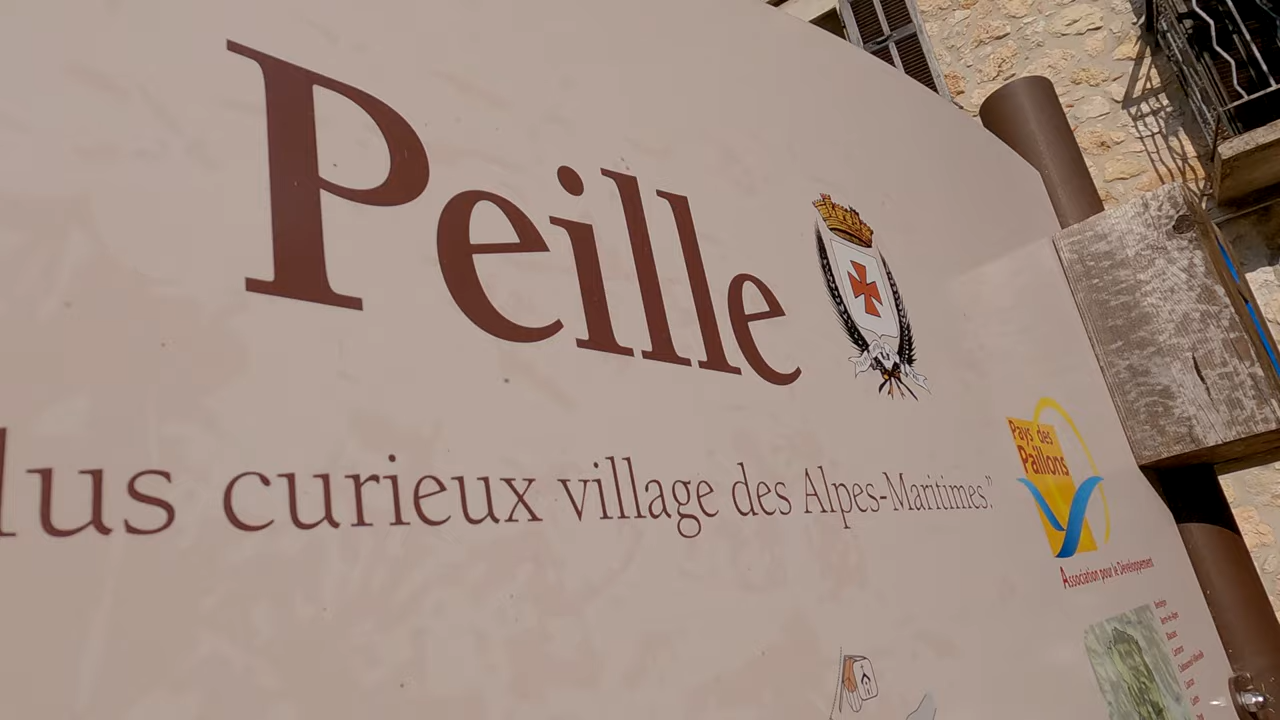 Peille
lus curieux village des Alpes-Maritimes."
Pays des
Paillons
Association pour le Développement